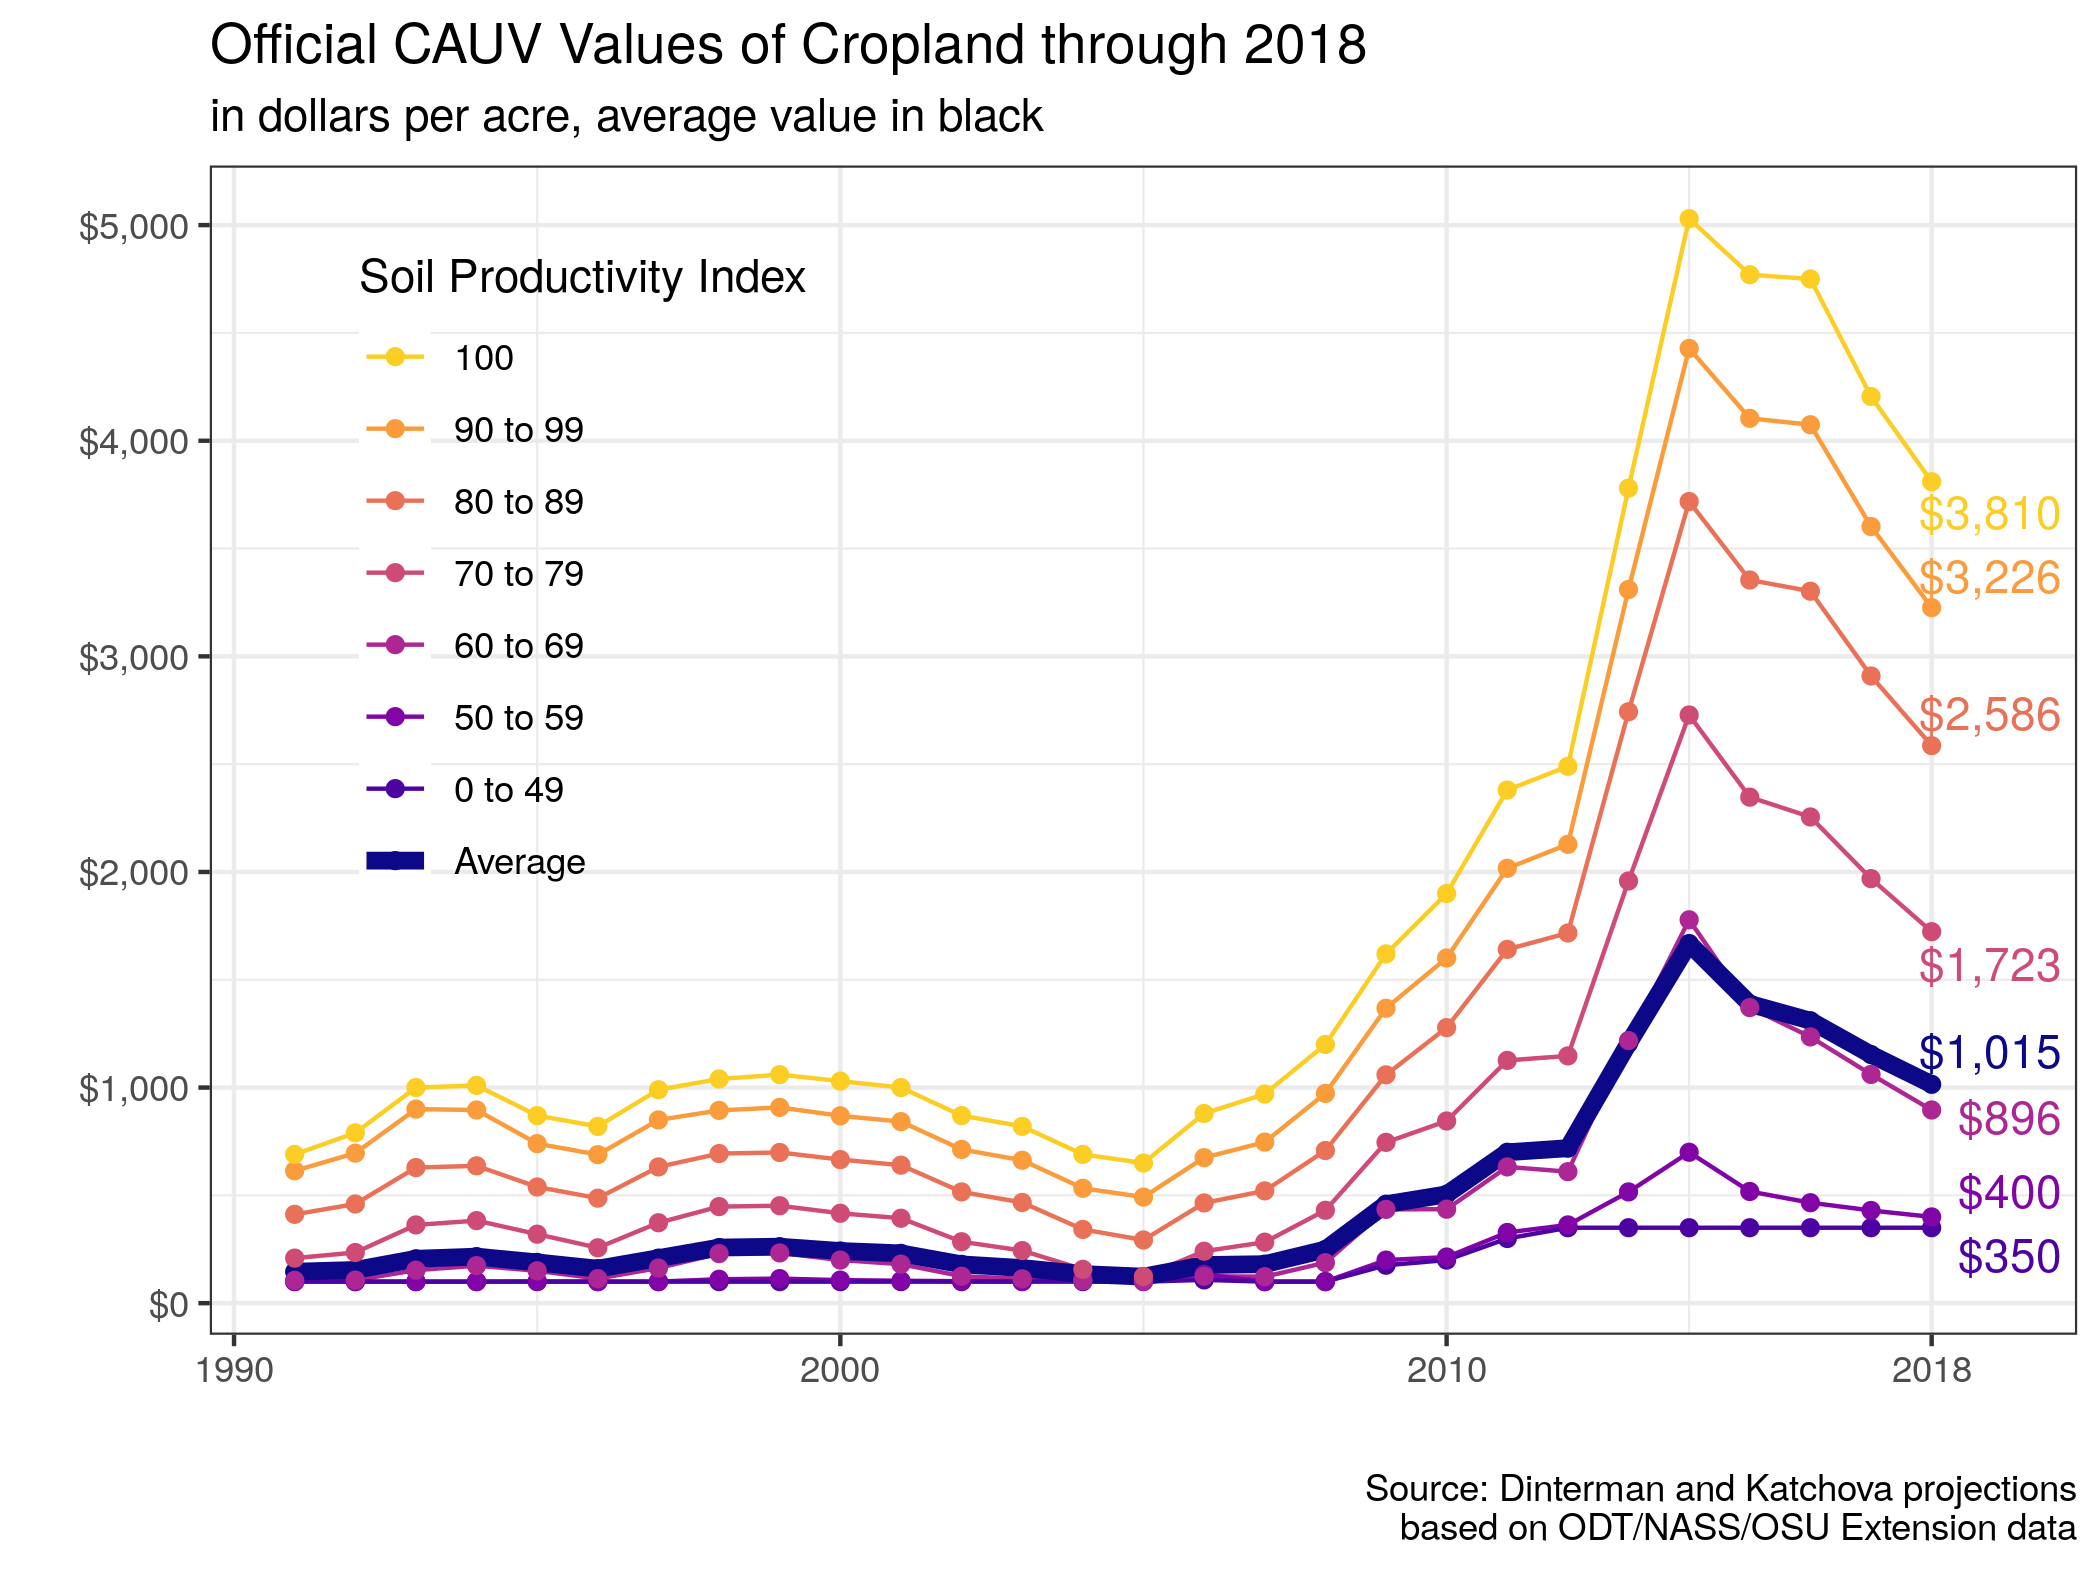 Official CAUV Values of Cropland through 2018
in dollars per acre, average value in black
$5,000
$4,000
$3,000
$2,000
$1,000
$0
Soil Productivity Index
100
90 to 99
80 to 89
70 to 79
60 to 69
50 to 59
0 to 49
Average
$3,810
$3,226
$2,586
$1,723
$1,015
$896
$400
$350
1990
2000
2010
2018
Source: Dinterman and Katchova projections
based on ODT/NASS/OSU Extension data